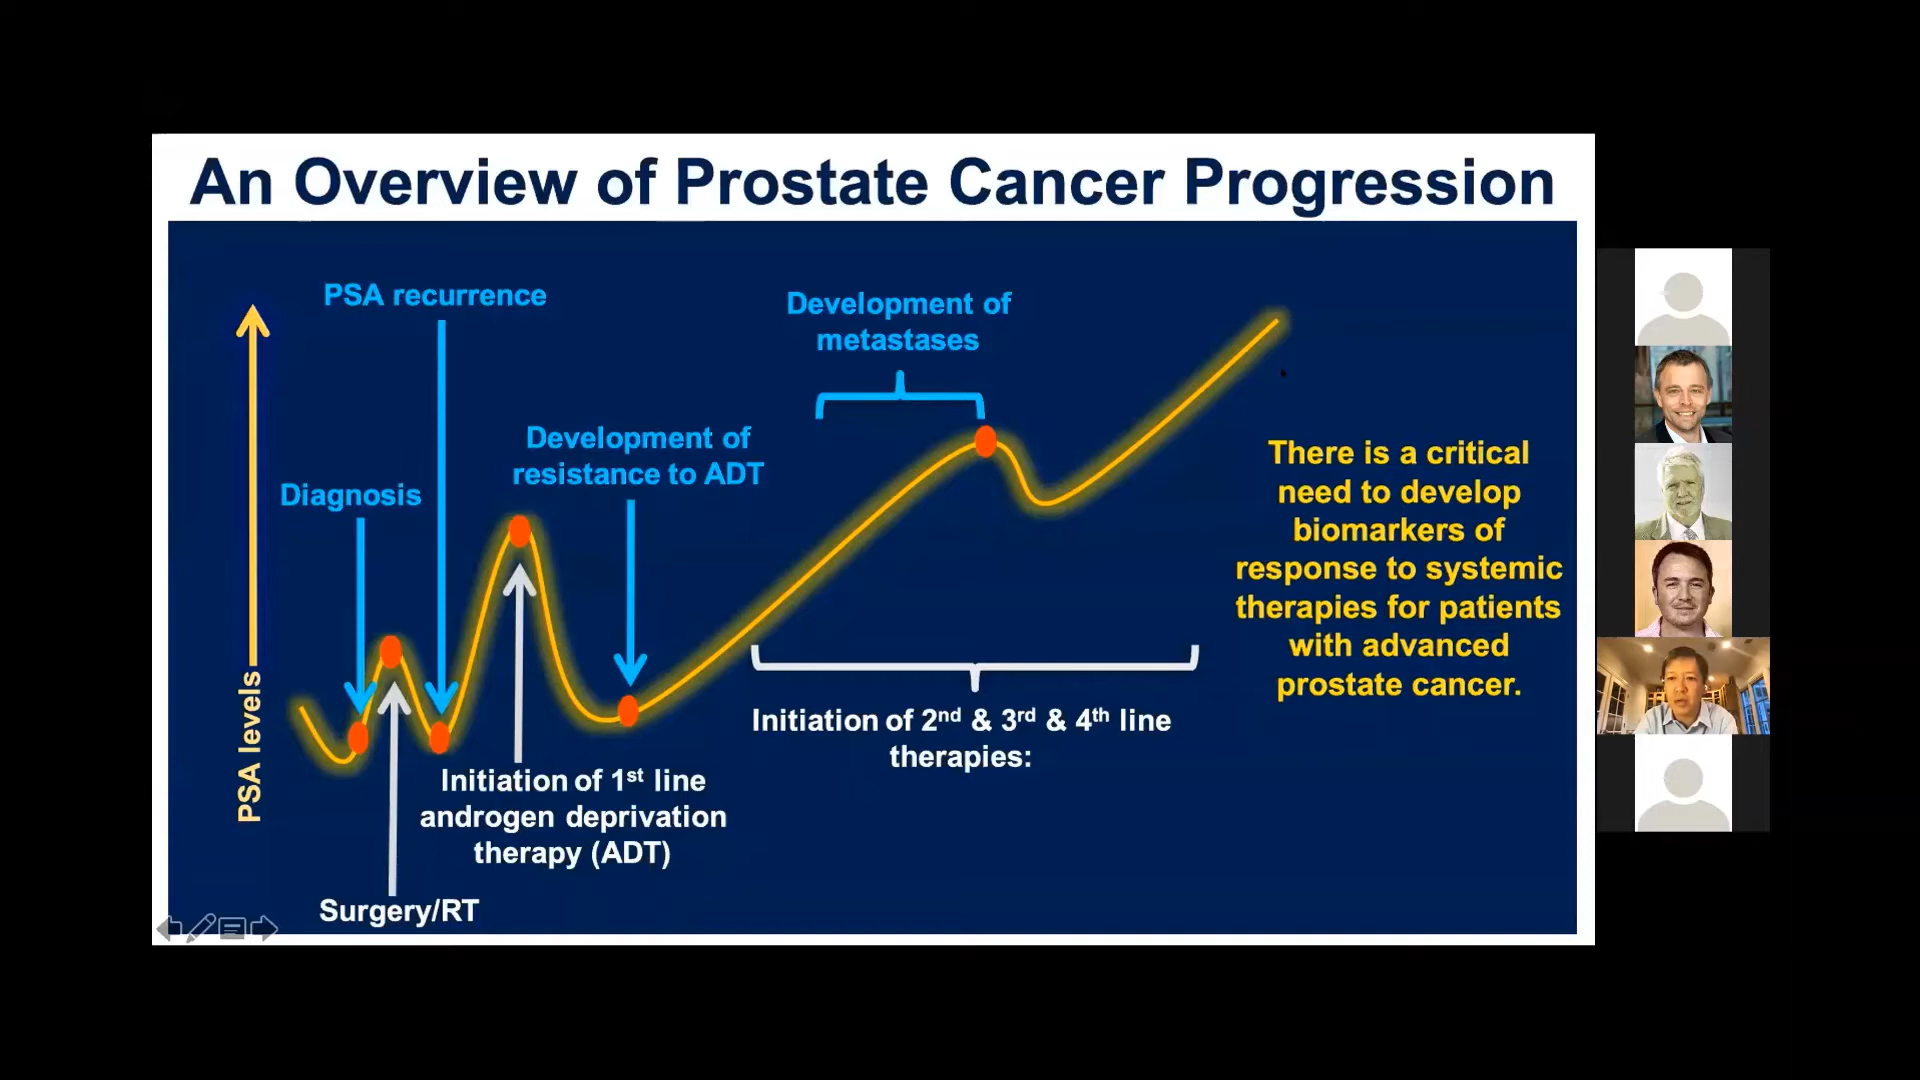 An Overview of Prostate Cancer Progression
PSA recurrence
Development of
metastases
Development of
resistance to ADT
Diagnosis
There is a critical
need to develop
biomarkers of
response to systemic
therapies for patients
with advanced
prostate cancer.
PSA levels
Initiation of 2nd & 3rd & 4th line
therapies:
Initiation of 1st line
androgen deprivation
therapy (ADT)
Surgery/RT